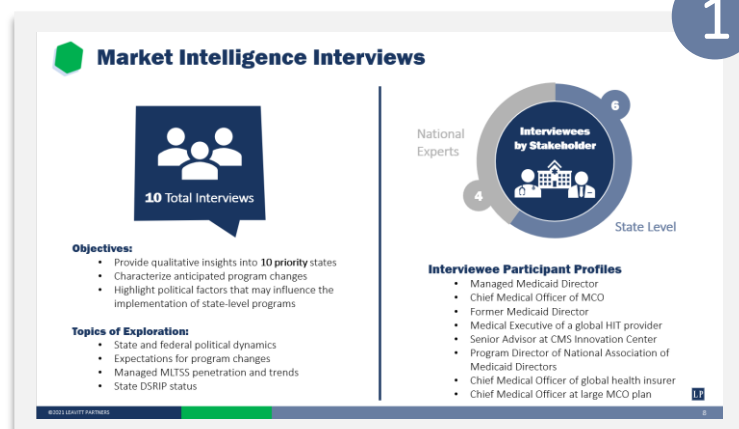 1
Market Intelligence Interviews
10 Total Interviews
Objectives:
• Provide qualitative insights into 10 priority states
• Characterize anticipated program changes
• Highlight political factors that may influence the
implementation of state-level programs
Topics of Exploration:
• State and federal political dynamics
• Expectations for program changes
• Managed MLTSS penetration and trends
• State DSRIP status
National
Experts
6
Interviewees
by Stakeholder
4
State Level
Interviewee Participant Profiles
• Managed Medicaid Director
• Chief Medical Officer of MCO
• Former Medicaid Director
• Medical Executive of a global HIT provider
• Senior Advisor at CMS Innovation Center
• Program Director of National Association of
Medicaid Directors
• Chief Medical Officer of global health insurer
• Chief Medical Officer at large MCO plan
LP
©2021 LEAVITT PARTNERS
8